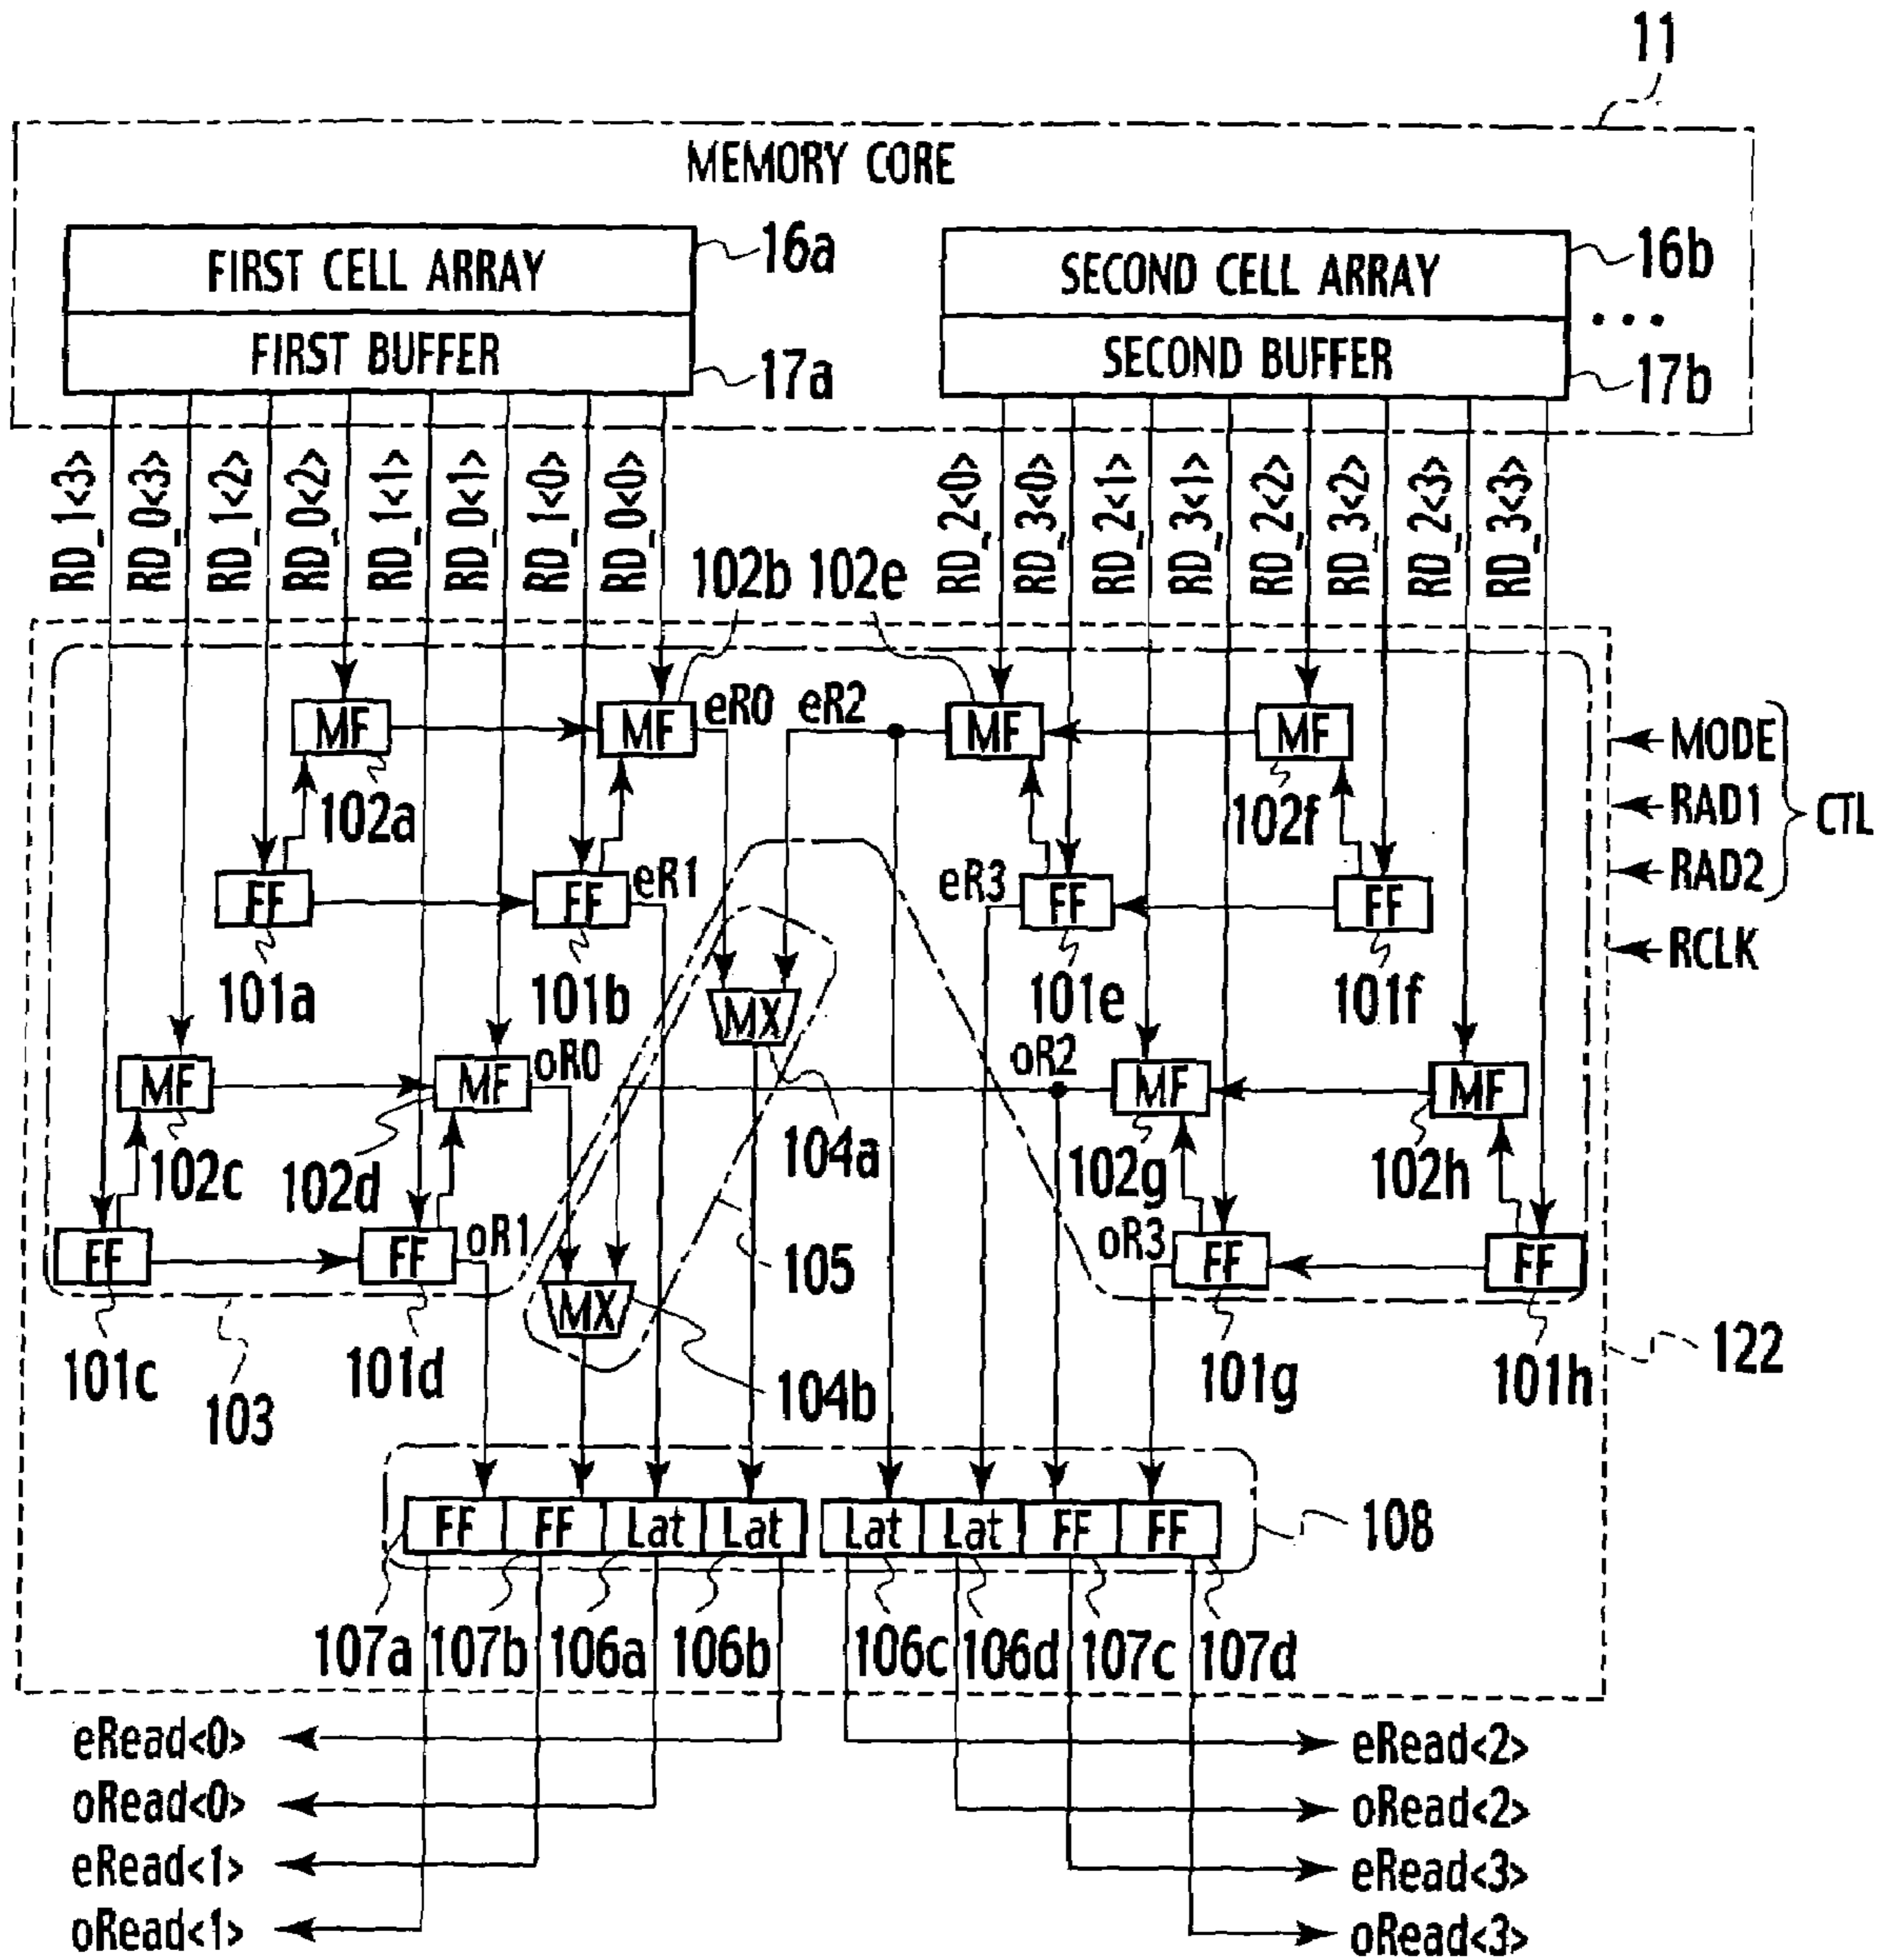 11
MEMORY CORE
FIRST CELL ARRAY
16a
SECOND CELL ARRAY
16b
FIRST BUFFER
17a
SECOND BUFFER
17b
RD_1<3>
RD_0<3>
RD_1<2>
RD_0<2>
RD_1<1>
RD_0<1>
RD_1<0>
RD_0<0>
RD_2<0>
RD_3<0>
RD_2<1>
RD_3<1>
RD_2<2>
RD_3<2>
RD_2<3>
RD_3<3>
102b 102e
MF MF eR0 eR2 MF MF
MODE
RAD1
RAD2
CTL
RCLK
102a 102f
FF FF eR1 eR3 FF FF
101a 101b 101e 101f
MX
MF MF oR0 oR2 MF MF
104a
102c 102d 102g 102h
FF FF oR1 oR3 FF FF
105
MX
122
101c 101d 101g 101h
103
104b
FF FF Lat Lat Lat Lat FF FF
108
107a 107b 106a 106b 106c 106d 107c 107d
eRead<0> eRead<2>
oRead<0> oRead<2>
eRead<1> eRead<3>
oRead<1> oRead<3>